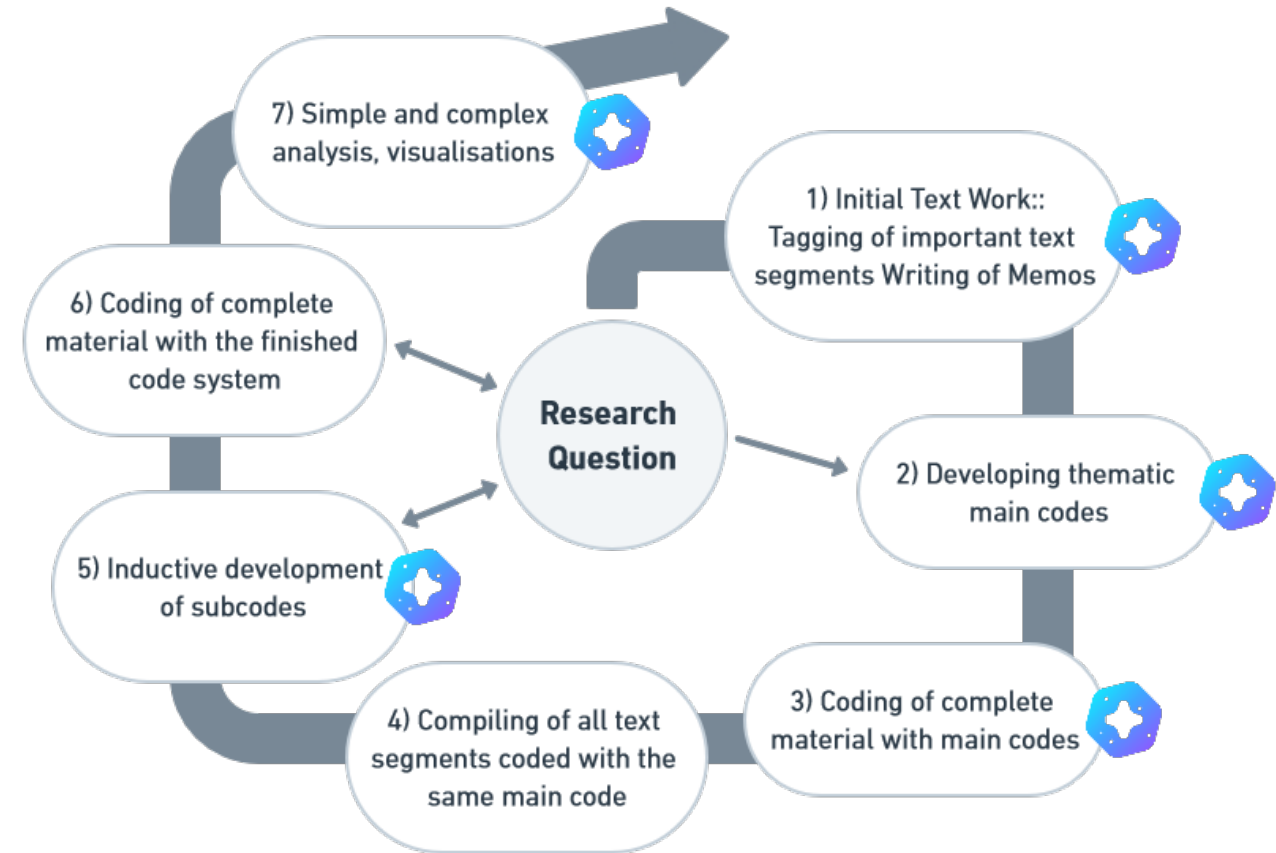 Research
Question
1) Initial Text Work::
Tagging of important text
segments Writing of Memos
2) Developing thematic
main codes
3) Coding of complete
material with main codes
4) Compiling of all text
segments coded with the
same main code
5) Inductive development
of subcodes
6) Coding of complete
material with the finished
code system
7) Simple and complex
analysis, visualisations